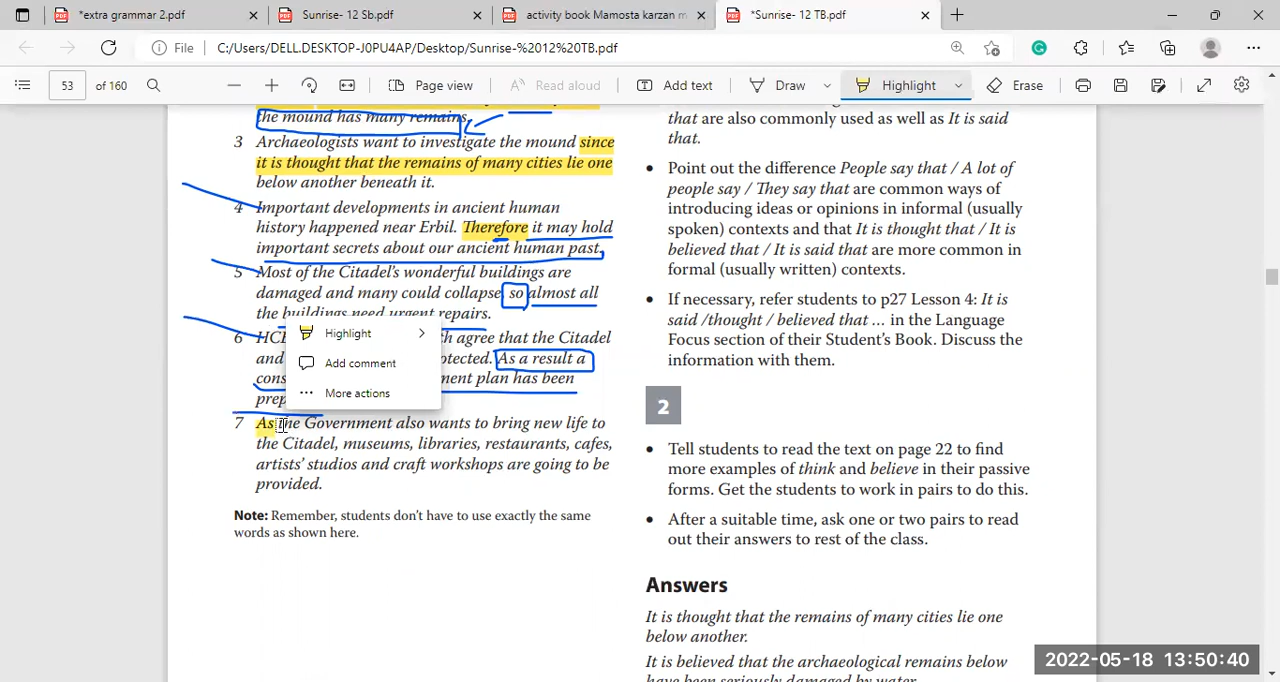 *extra grammar 2.pdf
Sunrise- 12 Sb.pdf
activity book Mamosta karzan m
*Sunrise- 12 TB.pdf
File
C:/Users/DELL.DESKTOP-J0PU4AP/Desktop/Sunrise-%2012%20TB.pdf
53
of 160
Page view
Read aloud
Add text
Draw
Highlight
Erase
the mound has many remains.
3 Archaeologists want to investigate the mound since
it is thought that the remains of many cities lie one
below another beneath it.
4 Important developments in ancient human
history happened near Erbil. Therefore it may hold
important secrets about our ancient human past.
5 Most of the Citadel's wonderful buildings are
damaged and many could collapse so almost all
the buildings need urgent repairs.
6 agree that the Citadel
and otected. As a result a
cons ment plan has been
prep
Highlight
Add comment
More actions
7 As the Government also wants to bring new life to
the Citadel, museums, libraries, restaurants, cafes,
artists' studios and craft workshops are going to be
provided.
Note: Remember, students don't have to use exactly the same
words as shown here.
that are also commonly used as well as It is said
that.
• Point out the difference People say that / A lot of
people say / They say that are common ways of
introducing ideas or opinions in informal (usually
spoken) contexts and that It is thought that / It is
believed that / It is said that are more common in
formal (usually written) contexts.
• If necessary, refer students to p27 Lesson 4: It is
said /thought / believed that ... in the Language
Focus section of their Student's Book. Discuss the
information with them.
2
• Tell students to read the text on page 22 to find
more examples of think and believe in their passive
forms. Get the students to work in pairs to do this.
• After a suitable time, ask one or two pairs to read
out their answers to rest of the class.
Answers
It is thought that the remains of many cities lie one
below another.
It is believed that the archaeological remains below
have been seriously damaged by water.
2022-05-18 13:50:40